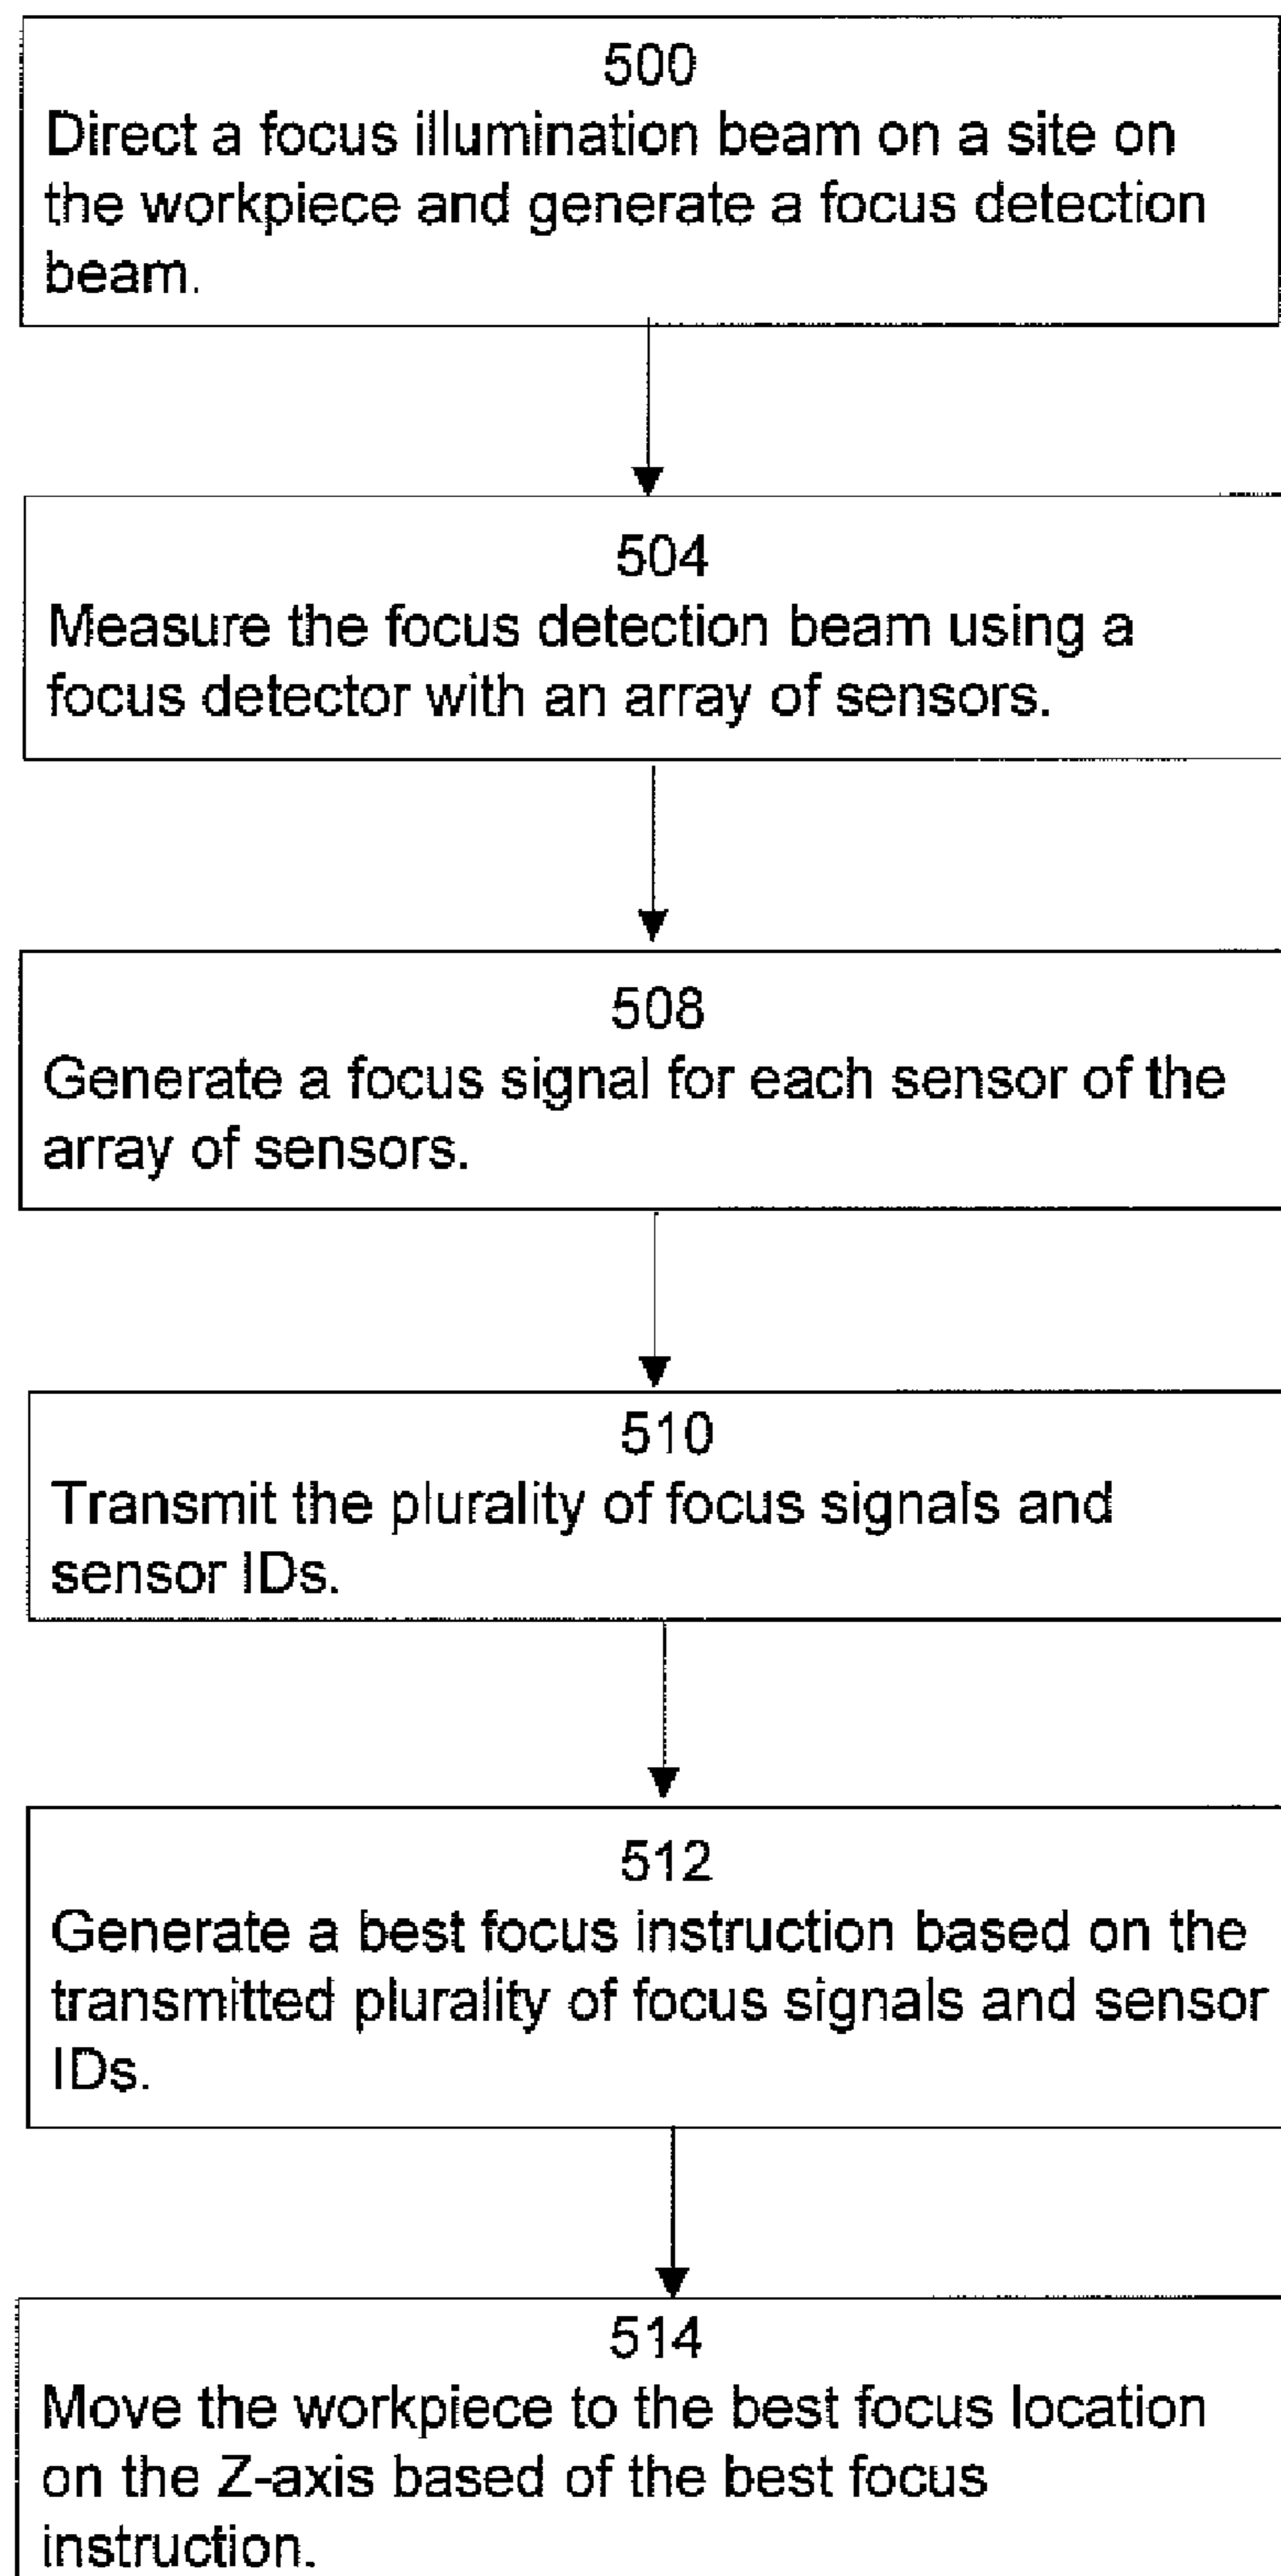 500
Direct a focus illumination beam on a site on
the workpiece and generate a focus detection
beam.
504
Measure the focus detection beam using a
focus detector with an array of sensors.
508
Generate a focus signal for each sensor of the
array of sensors.
510
Transmit the plurality of focus signals and
sensor IDs.
512
Generate a best focus instruction based on the
transmitted plurality of focus signals and sensor
IDs.
514
Move the workpiece to the best focus location
on the Z-axis based of the best focus
instruction.